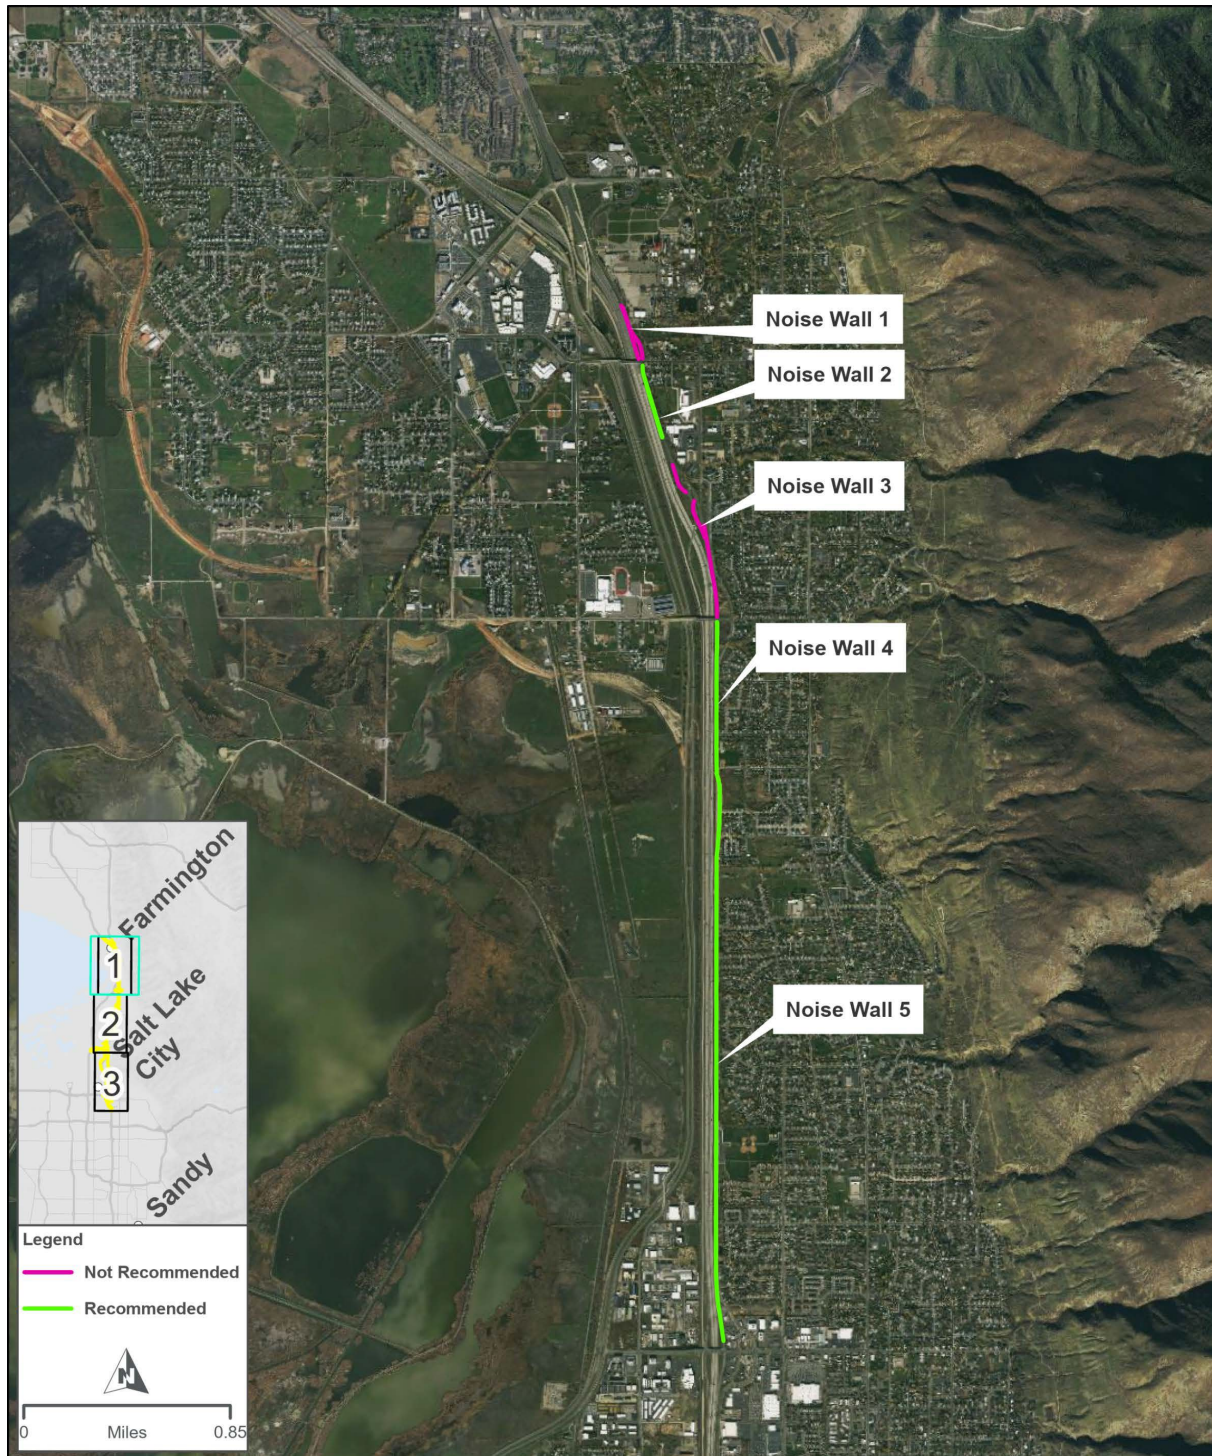 Noise Wall 1
Noise Wall 2
Noise Wall 3
Noise Wall 4
Noise Wall 5
Farmington
1
Salt Lake
City
2
3
Sandy
Legend
Not Recommended
Recommended
N
0 Miles 0.85